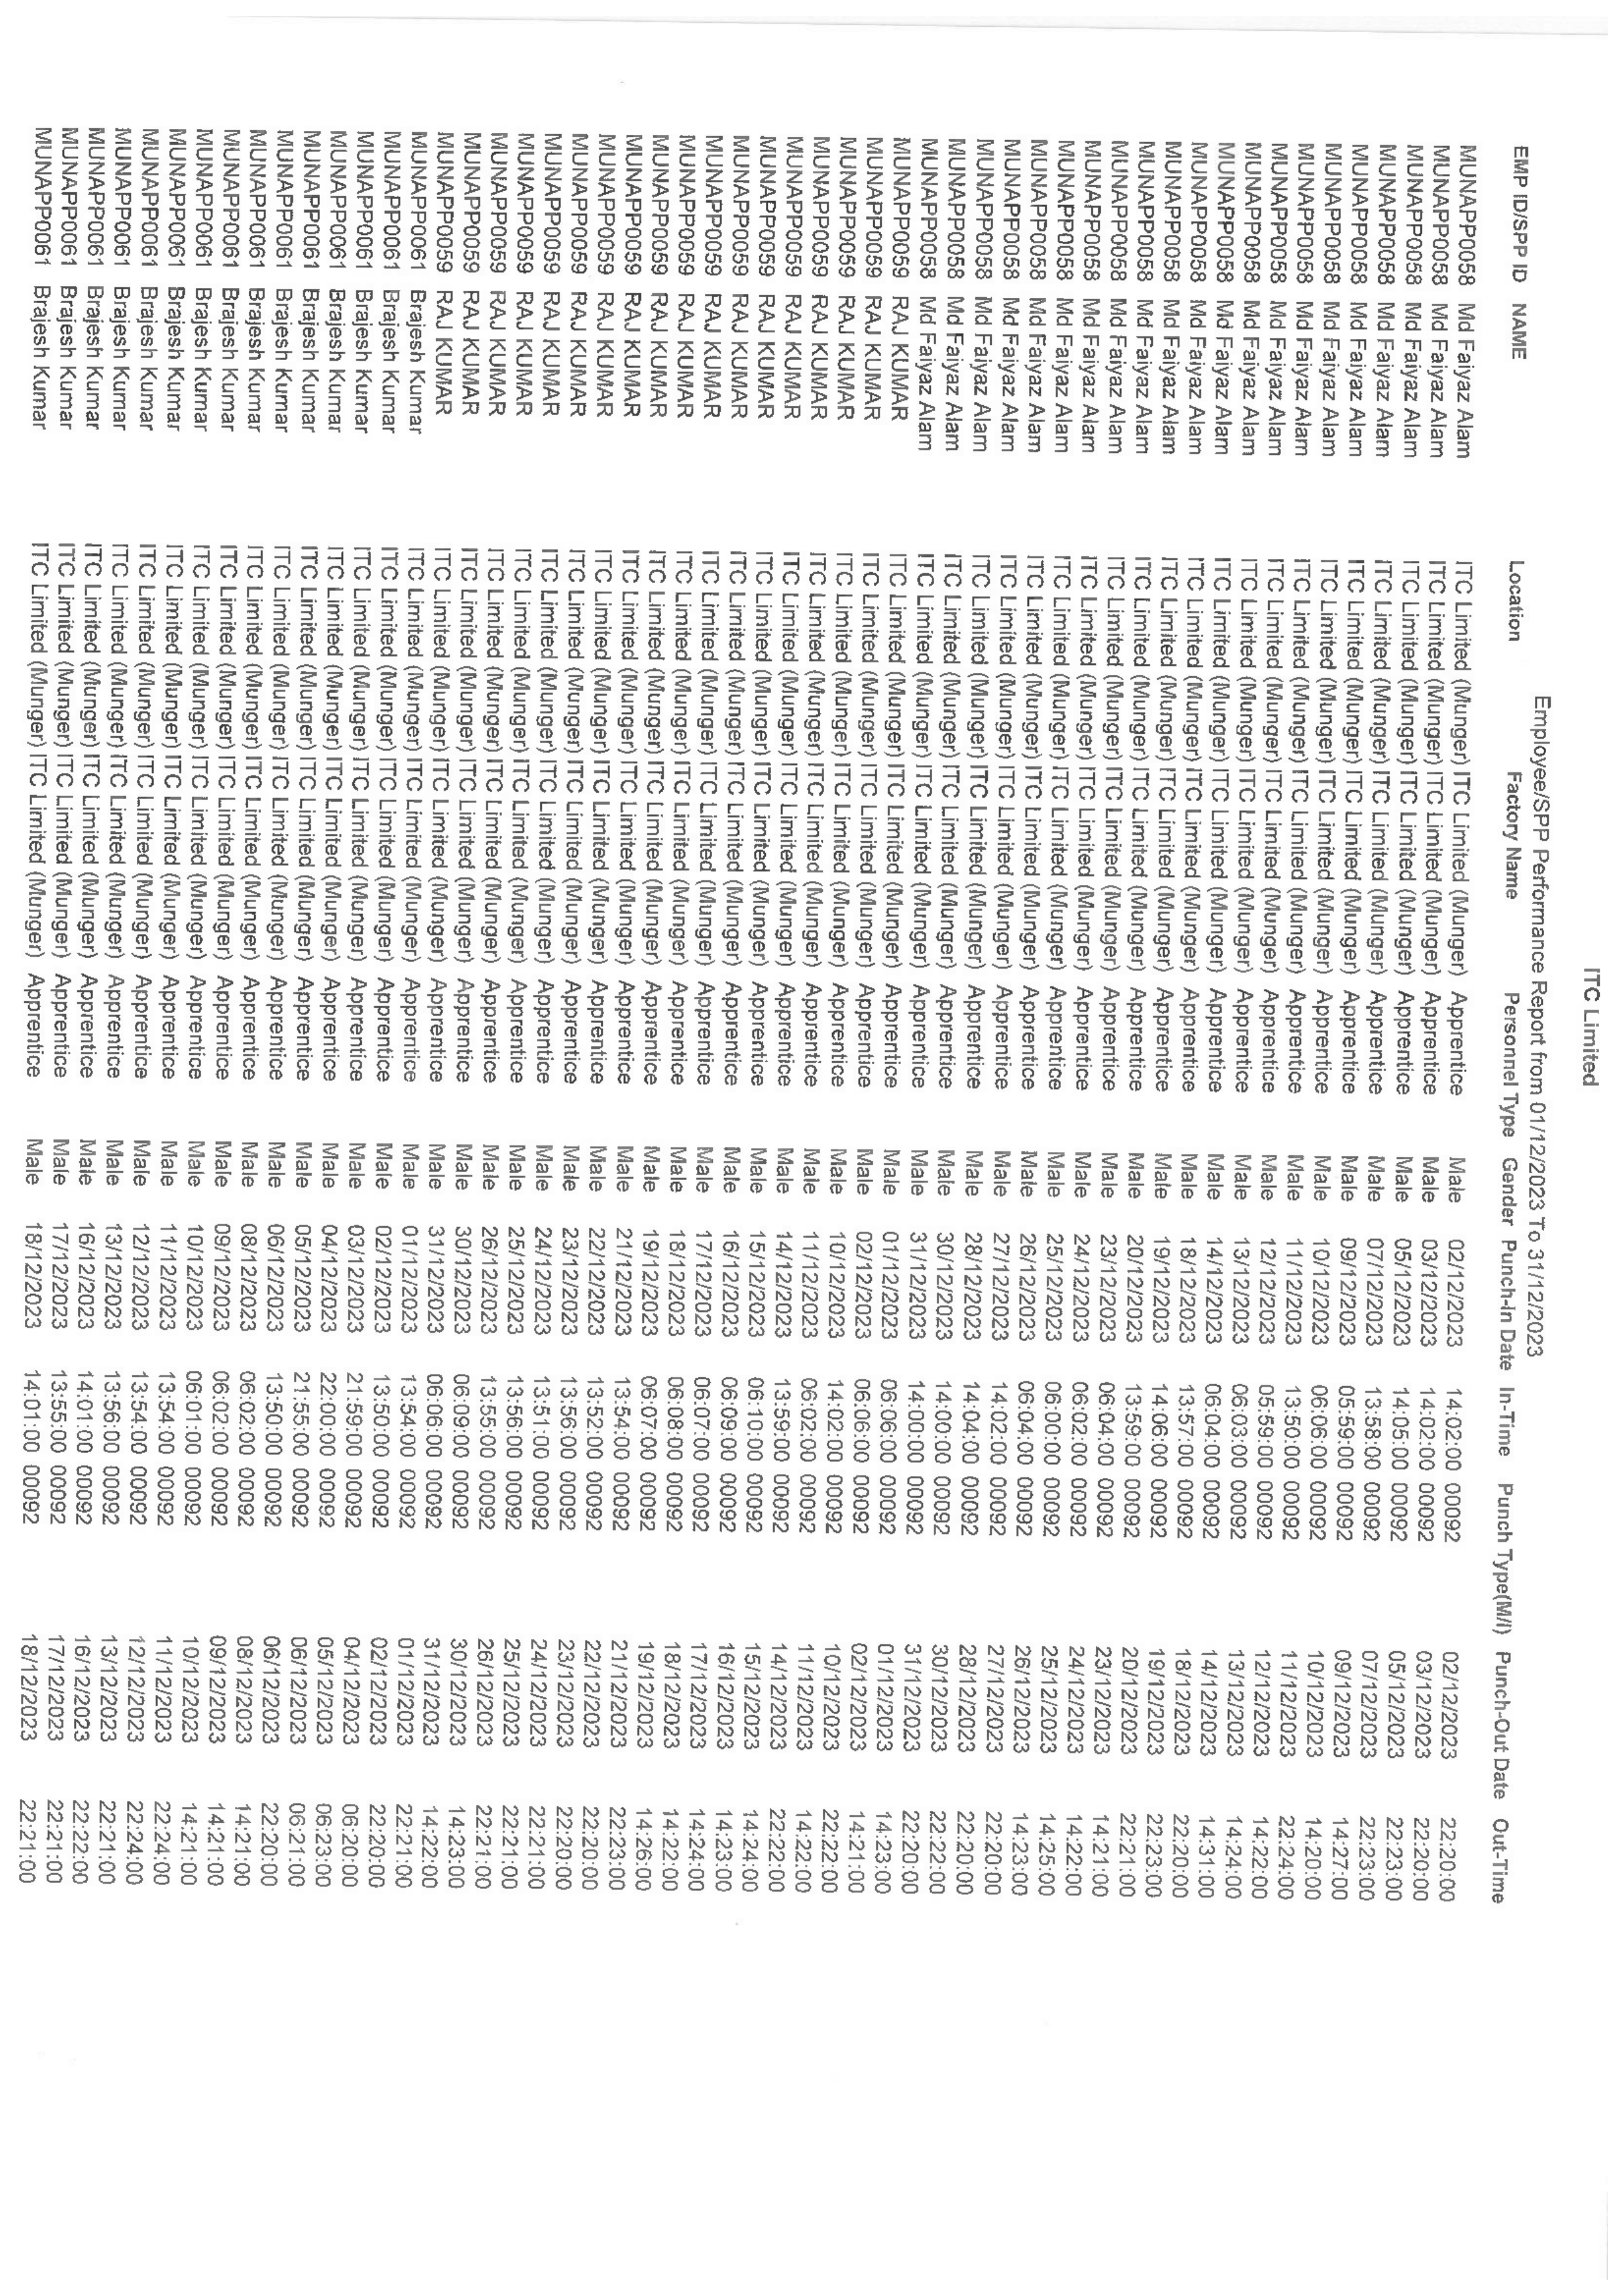 ITC Limited
Employee/SPP Performance Report from 01/12/2023 To 31/12/2023
EMP ID/SPP ID NAME Location Factory Name Personnel Type Gender Punch-In Date In-Time Punch Type(M/I) Punch-Out Date Out-Time
MUNAPP0058 Md Faiyaz Alam ITC Limited (Munger) ITC Limited (Munger) Apprentice Male 02/12/2023 14:02:00 00092 02/12/2023 22:20:00
MUNAPP0058 Md Faiyaz Alam ITC Limited (Munger) ITC Limited (Munger) Apprentice Male 03/12/2023 14:02:00 00092 03/12/2023 22:20:00
MUNAPP0058 Md Faiyaz Alam ITC Limited (Munger) ITC Limited (Munger) Apprentice Male 05/12/2023 14:05:00 00092 05/12/2023 22:23:00
MUNAPP0058 Md Faiyaz Alam ITC Limited (Munger) ITC Limited (Munger) Apprentice Male 07/12/2023 13:58:00 00092 07/12/2023 22:23:00
MUNAPP0058 Md Faiyaz Alam ITC Limited (Munger) ITC Limited (Munger) Apprentice Male 09/12/2023 05:59:00 00092 09/12/2023 14:27:00
MUNAPP0058 Md Faiyaz Alam ITC Limited (Munger) ITC Limited (Munger) Apprentice Male 10/12/2023 06:06:00 00092 10/12/2023 14:20:00
MUNAPP0058 Md Faiyaz Alam ITC Limited (Munger) ITC Limited (Munger) Apprentice Male 11/12/2023 13:50:00 00092 11/12/2023 22:24:00
MUNAPP0058 Md Faiyaz Alam ITC Limited (Munger) ITC Limited (Munger) Apprentice Male 12/12/2023 05:59:00 00092 12/12/2023 14:22:00
MUNAPP0058 Md Faiyaz Alam ITC Limited (Munger) ITC Limited (Munger) Apprentice Male 13/12/2023 06:03:00 00092 13/12/2023 14:24:00
MUNAPP0058 Md Faiyaz Alam ITC Limited (Munger) ITC Limited (Munger) Apprentice Male 14/12/2023 06:04:00 00092 14/12/2023 14:31:00
MUNAPP0058 Md Faiyaz Alam ITC Limited (Munger) ITC Limited (Munger) Apprentice Male 18/12/2023 13:57:00 00092 18/12/2023 22:20:00
MUNAPP0058 Md Faiyaz Alam ITC Limited (Munger) ITC Limited (Munger) Apprentice Male 19/12/2023 14:06:00 00092 19/12/2023 22:23:00
MUNAPP0058 Md Faiyaz Alam ITC Limited (Munger) ITC Limited (Munger) Apprentice Male 20/12/2023 13:59:00 00092 20/12/2023 22:21:00
MUNAPP0058 Md Faiyaz Alam ITC Limited (Munger) ITC Limited (Munger) Apprentice Male 23/12/2023 06:04:00 00092 23/12/2023 14:21:00
MUNAPP0058 Md Faiyaz Alam ITC Limited (Munger) ITC Limited (Munger) Apprentice Male 24/12/2023 06:02:00 00092 24/12/2023 14:22:00
MUNAPP0058 Md Faiyaz Alam ITC Limited (Munger) ITC Limited (Munger) Apprentice Male 25/12/2023 06:00:00 00092 25/12/2023 14:25:00
MUNAPP0058 Md Faiyaz Alam ITC Limited (Munger) ITC Limited (Munger) Apprentice Male 26/12/2023 06:04:00 00092 26/12/2023 14:23:00
MUNAPP0058 Md Faiyaz Alam ITC Limited (Munger) ITC Limited (Munger) Apprentice Male 27/12/2023 14:02:00 00092 27/12/2023 22:20:00
MUNAPP0058 Md Faiyaz Alam ITC Limited (Munger) ITC Limited (Munger) Apprentice Male 28/12/2023 14:04:00 00092 28/12/2023 22:20:00
MUNAPP0058 Md Faiyaz Alam ITC Limited (Munger) ITC Limited (Munger) Apprentice Male 30/12/2023 14:00:00 00092 30/12/2023 22:22:00
MUNAPP0058 Md Faiyaz Alam ITC Limited (Munger) ITC Limited (Munger) Apprentice Male 31/12/2023 14:00:00 00092 31/12/2023 22:20:00
MUNAPP0059 RAJ KUMAR ITC Limited (Munger) ITC Limited (Munger) Apprentice Male 01/12/2023 06:06:00 00092 01/12/2023 14:23:00
MUNAPP0059 RAJ KUMAR ITC Limited (Munger) ITC Limited (Munger) Apprentice Male 02/12/2023 06:06:00 00092 02/12/2023 14:21:00
MUNAPP0059 RAJ KUMAR ITC Limited (Munger) ITC Limited (Munger) Apprentice Male 10/12/2023 14:02:00 00092 10/12/2023 22:22:00
MUNAPP0059 RAJ KUMAR ITC Limited (Munger) ITC Limited (Munger) Apprentice Male 11/12/2023 06:02:00 00092 11/12/2023 14:22:00
MUNAPP0059 RAJ KUMAR ITC Limited (Munger) ITC Limited (Munger) Apprentice Male 14/12/2023 13:59:00 00092 14/12/2023 22:22:00
MUNAPP0059 RAJ KUMAR ITC Limited (Munger) ITC Limited (Munger) Apprentice Male 15/12/2023 06:10:00 00092 15/12/2023 14:24:00
MUNAPP0059 RAJ KUMAR ITC Limited (Munger) ITC Limited (Munger) Apprentice Male 16/12/2023 06:09:00 00092 16/12/2023 14:23:00
MUNAPP0059 RAJ KUMAR ITC Limited (Munger) ITC Limited (Munger) Apprentice Male 17/12/2023 06:07:00 00092 17/12/2023 14:24:00
MUNAPP0059 RAJ KUMAR ITC Limited (Munger) ITC Limited (Munger) Apprentice Male 18/12/2023 06:08:00 00092 18/12/2023 14:22:00
MUNAPP0059 RAJ KUMAR ITC Limited (Munger) ITC Limited (Munger) Apprentice Male 19/12/2023 06:07:00 00092 19/12/2023 14:26:00
MUNAPP0059 RAJ KUMAR ITC Limited (Munger) ITC Limited (Munger) Apprentice Male 21/12/2023 13:54:00 00092 21/12/2023 22:23:00
MUNAPP0059 RAJ KUMAR ITC Limited (Munger) ITC Limited (Munger) Apprentice Male 22/12/2023 13:52:00 00092 22/12/2023 22:20:00
MUNAPP0059 RAJ KUMAR ITC Limited (Munger) ITC Limited (Munger) Apprentice Male 23/12/2023 13:56:00 00092 23/12/2023 22:20:00
MUNAPP0059 RAJ KUMAR ITC Limited (Munger) ITC Limited (Munger) Apprentice Male 24/12/2023 13:51:00 00092 24/12/2023 22:21:00
MUNAPP0059 RAJ KUMAR ITC Limited (Munger) ITC Limited (Munger) Apprentice Male 25/12/2023 13:56:00 00092 25/12/2023 22:21:00
MUNAPP0059 RAJ KUMAR ITC Limited (Munger) ITC Limited (Munger) Apprentice Male 26/12/2023 13:55:00 00092 26/12/2023 22:21:00
MUNAPP0059 RAJ KUMAR ITC Limited (Munger) ITC Limited (Munger) Apprentice Male 30/12/2023 06:09:00 00092 30/12/2023 14:23:00
MUNAPP0059 RAJ KUMAR ITC Limited (Munger) ITC Limited (Munger) Apprentice Male 31/12/2023 06:06:00 00092 31/12/2023 14:22:00
MUNAPP0061 Brajesh Kumar ITC Limited (Munger) ITC Limited (Munger) Apprentice Male 01/12/2023 13:54:00 00092 01/12/2023 22:21:00
MUNAPP0061 Brajesh Kumar ITC Limited (Munger) ITC Limited (Munger) Apprentice Male 02/12/2023 13:50:00 00092 02/12/2023 22:20:00
MUNAPP0061 Brajesh Kumar ITC Limited (Munger) ITC Limited (Munger) Apprentice Male 03/12/2023 21:59:00 00092 04/12/2023 06:20:00
MUNAPP0061 Brajesh Kumar ITC Limited (Munger) ITC Limited (Munger) Apprentice Male 04/12/2023 22:00:00 00092 05/12/2023 06:23:00
MUNAPP0061 Brajesh Kumar ITC Limited (Munger) ITC Limited (Munger) Apprentice Male 05/12/2023 21:55:00 00092 06/12/2023 06:21:00
MUNAPP0061 Brajesh Kumar ITC Limited (Munger) ITC Limited (Munger) Apprentice Male 06/12/2023 13:50:00 00092 06/12/2023 22:20:00
MUNAPP0061 Brajesh Kumar ITC Limited (Munger) ITC Limited (Munger) Apprentice Male 08/12/2023 06:02:00 00092 08/12/2023 14:21:00
MUNAPP0061 Brajesh Kumar ITC Limited (Munger) ITC Limited (Munger) Apprentice Male 09/12/2023 06:02:00 00092 09/12/2023 14:21:00
MUNAPP0061 Brajesh Kumar ITC Limited (Munger) ITC Limited (Munger) Apprentice Male 10/12/2023 06:01:00 00092 10/12/2023 14:21:00
MUNAPP0061 Brajesh Kumar ITC Limited (Munger) ITC Limited (Munger) Apprentice Male 11/12/2023 13:54:00 00092 11/12/2023 22:24:00
MUNAPP0061 Brajesh Kumar ITC Limited (Munger) ITC Limited (Munger) Apprentice Male 12/12/2023 13:54:00 00092 12/12/2023 22:24:00
MUNAPP0061 Brajesh Kumar ITC Limited (Munger) ITC Limited (Munger) Apprentice Male 13/12/2023 13:56:00 00092 13/12/2023 22:21:00
MUNAPP0061 Brajesh Kumar ITC Limited (Munger) ITC Limited (Munger) Apprentice Male 16/12/2023 14:01:00 00092 16/12/2023 22:22:00
MUNAPP0061 Brajesh Kumar ITC Limited (Munger) ITC Limited (Munger) Apprentice Male 17/12/2023 13:55:00 00092 17/12/2023 22:21:00
MUNAPP0061 Brajesh Kumar ITC Limited (Munger) ITC Limited (Munger) Apprentice Male 18/12/2023 14:01:00 00092 18/12/2023 22:21:00